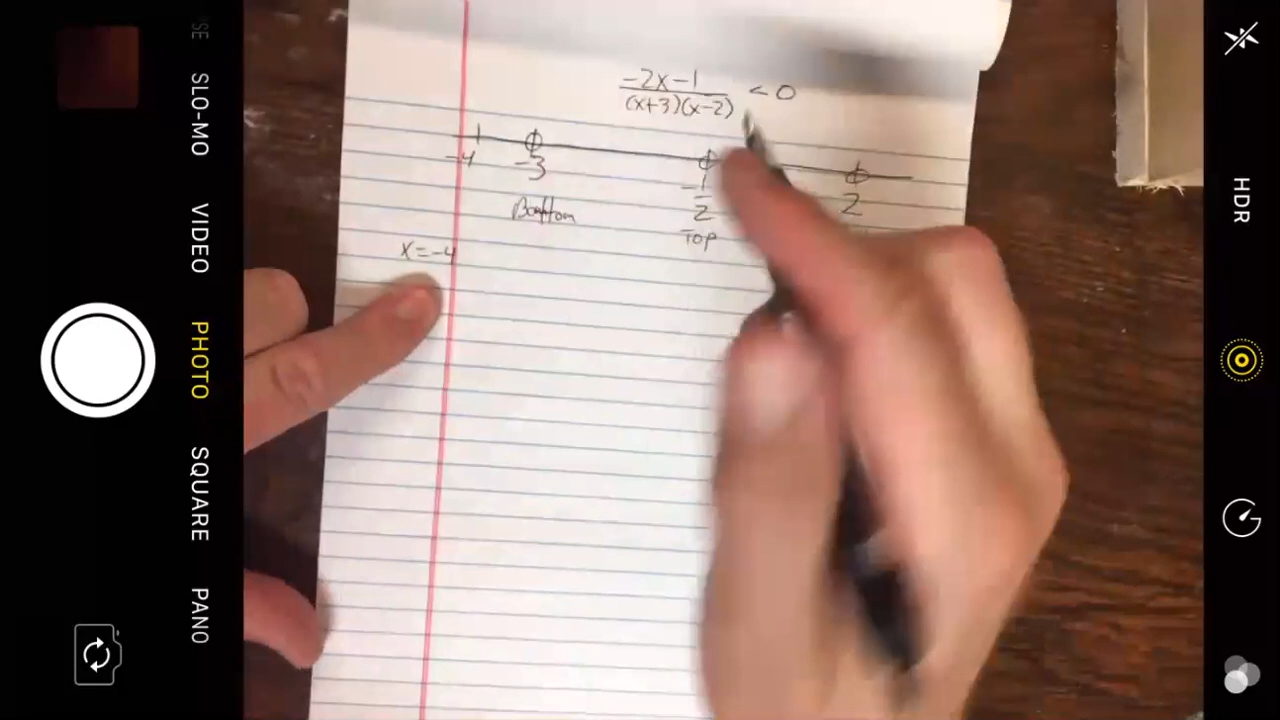 -2x-1
(x+3)(x-2) < 0
-4 -3 -1/2 2
Bottom
Top
x=-4
SE
SLO-MO
VIDEO
PHOTO
SQUARE
PANO
HDR